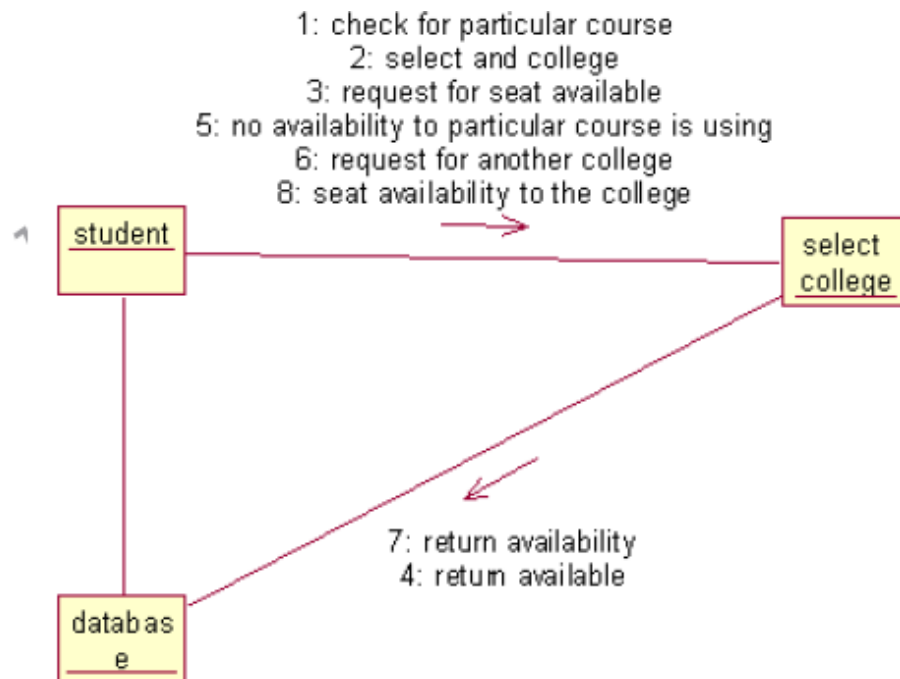 1: check for particular course
2: select and college
3: request for seat available
5: no availability to particular course is using
6: request for another college
8: seat availability to the college
student
select
college
7: return availability
4: return available
databas
e